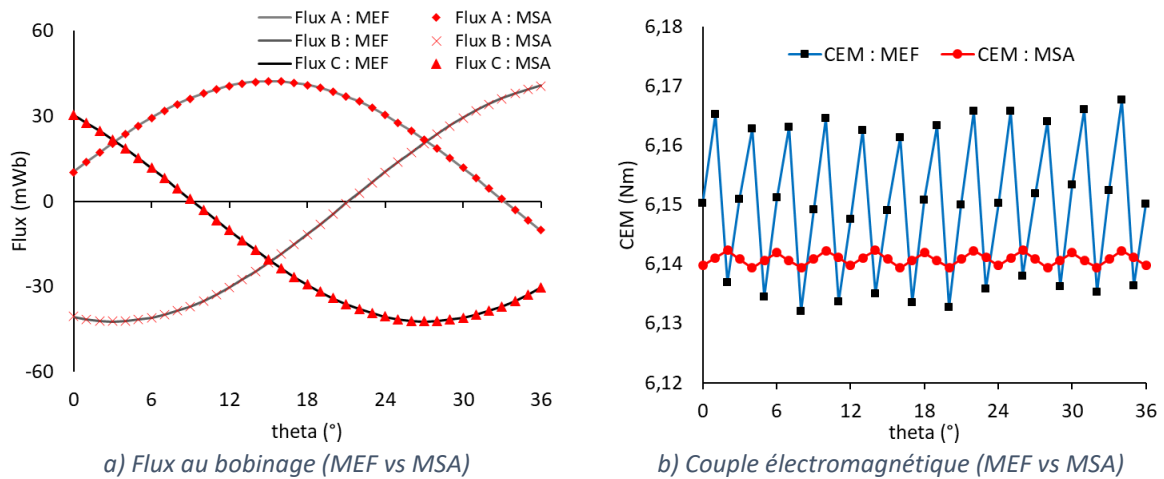 Flux A : MEF
Flux A : MSA
Flux B : MEF
Flux B : MSA
Flux C : MEF
Flux C : MSA
60
30
0
-30
-60
Flux (mWb)
0
6
12
18
24
30
36
theta (°)
a) Flux au bobinage (MEF vs MSA)
CEM : MEF
CEM : MSA
6,18
6,17
6,16
6,15
6,14
6,13
6,12
CEM (Nm)
0
6
12
18
24
30
36
theta (°)
b) Couple électromagnétique (MEF vs MSA)